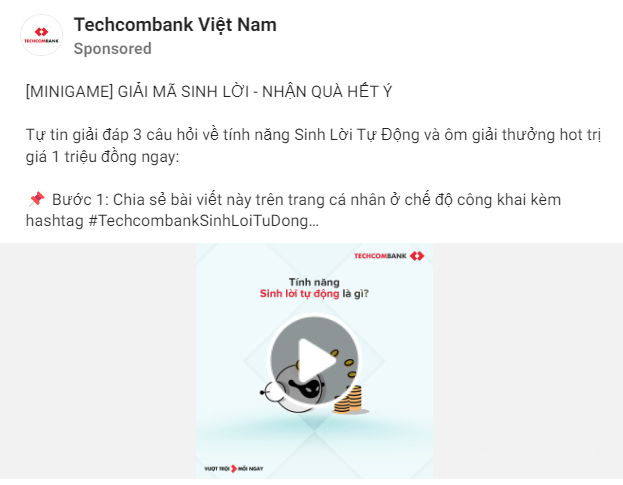 TECHCOMBANK
Techcombank Việt Nam
Sponsored
[MINIGAME] GIẢI MÃ SINH LỜI - NHẬN QUÀ HẾT Ý
Tự tin giải đáp 3 câu hỏi về tính năng Sinh Lời Tự Động và ôm giải thưởng hot trị
giá 1 triệu đồng ngay:
📌 Bước 1: Chia sẻ bài viết này trên trang cá nhân ở chế độ công khai kèm
hashtag #TechcombankSinhLoiTuDong...
TECHCOMBANK
Tính năng
Sinh lời tự động là gì?
VƯỢT TRỘI MỖI NGÀY